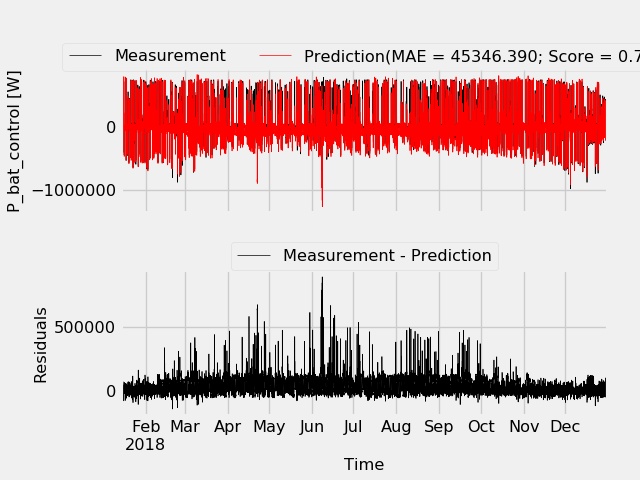 Measurement Prediction(MAE = 45346.390; Score = 0.7
P_bat_control [W]
0
−1000000
Measurement - Prediction
Residuals
500000
0
Feb Mar Apr May Jun Jul Aug Sep Oct Nov Dec
2018
Time